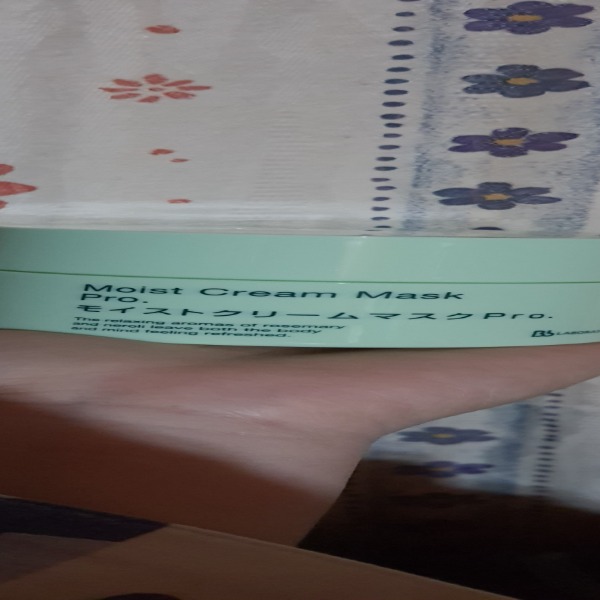 Moist Cream Mask
Pro.
モイストクリームマスクPro.
The relaxing aromas of rosemary
and neroli leave both the body
and mind feeling refreshed.